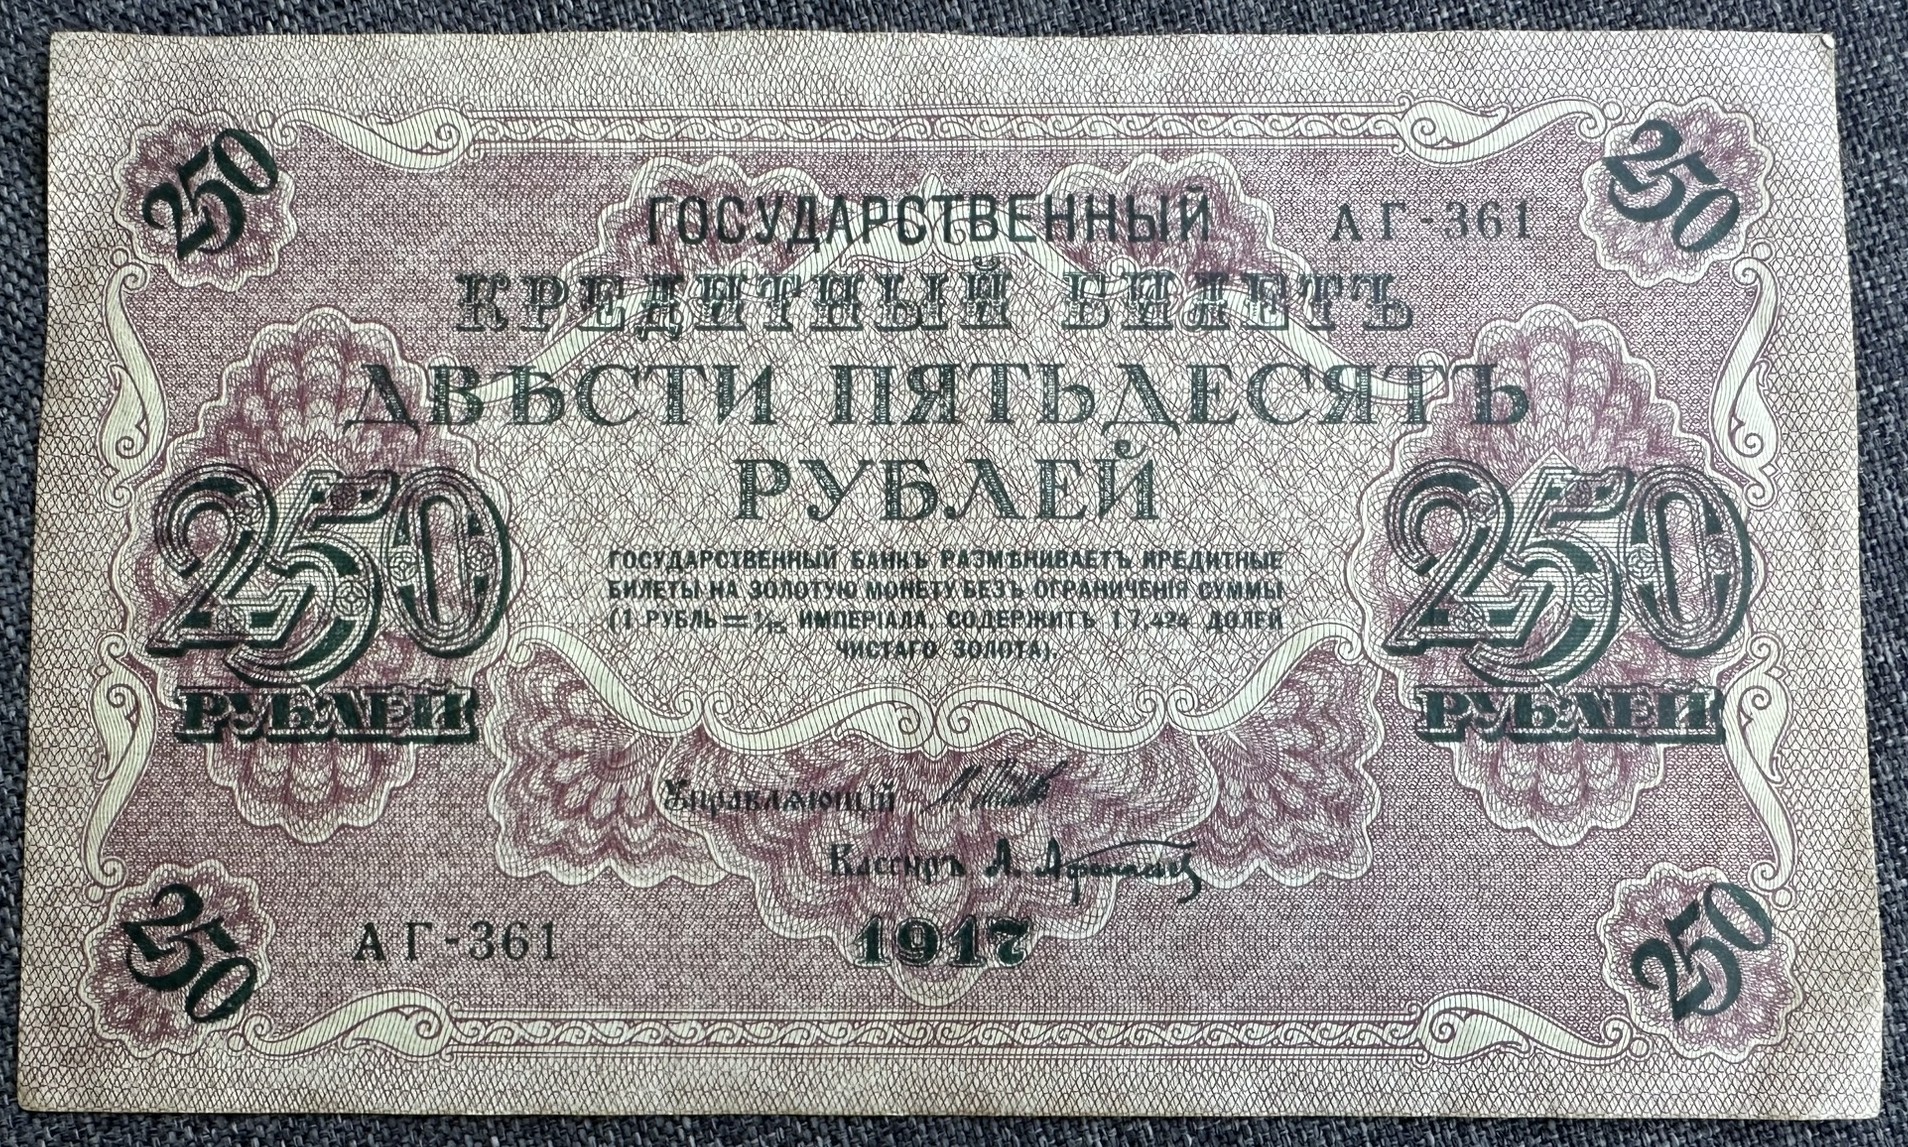 250
250
ГОСУДАРСТВЕННЫЙ
АГ-361
КРЕДИТНЫЙ БИЛЕТЪ
ДВѢСТИ ПЯТЬДЕСЯТЪ
РУБЛЕЙ
250
РУБЛЕЙ
250
РУБЛЕЙ
ГОСУДАРСТВЕННЫЙ БАНКЪ РАЗМѢНИВАЕТЪ КРЕДИТНЫЕ
БИЛЕТЫ НА ЗОЛОТУЮ МОНЕТУ БЕЗЪ ОГРАНИЧЕНІЯ СУММЫ
(1 РУБЛЬ = 1/15 ИМПЕРІАЛА, СОДЕРЖИТЪ 17,424 ДОЛЕЙ
ЧИСТАГО ЗОЛОТА).
Управляющій
Кассиръ А.
АГ-361
1917
250
250